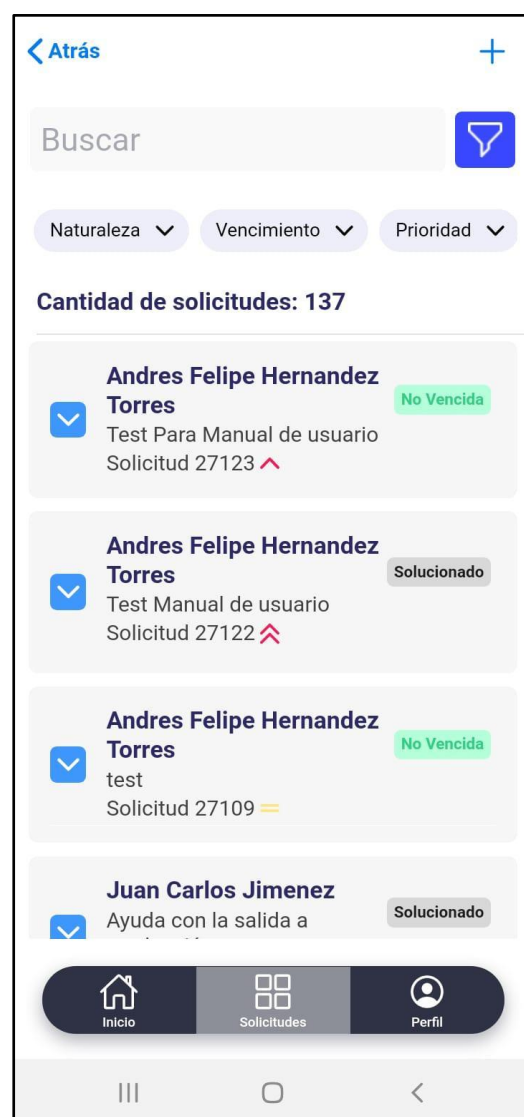 Atrás
Buscar
Naturaleza Vencimiento Prioridad
Cantidad de solicitudes: 137
Andres Felipe Hernandez
Torres
No Vencida
Test Para Manual de usuario
Solicitud 27123
Andres Felipe Hernandez
Torres
Solucionado
Test Manual de usuario
Solicitud 27122
Andres Felipe Hernandez
Torres
No Vencida
test
Solicitud 27109
Juan Carlos Jimenez
Solucionado
Ayuda con la salida a
Inicio Solicitudes Perfil